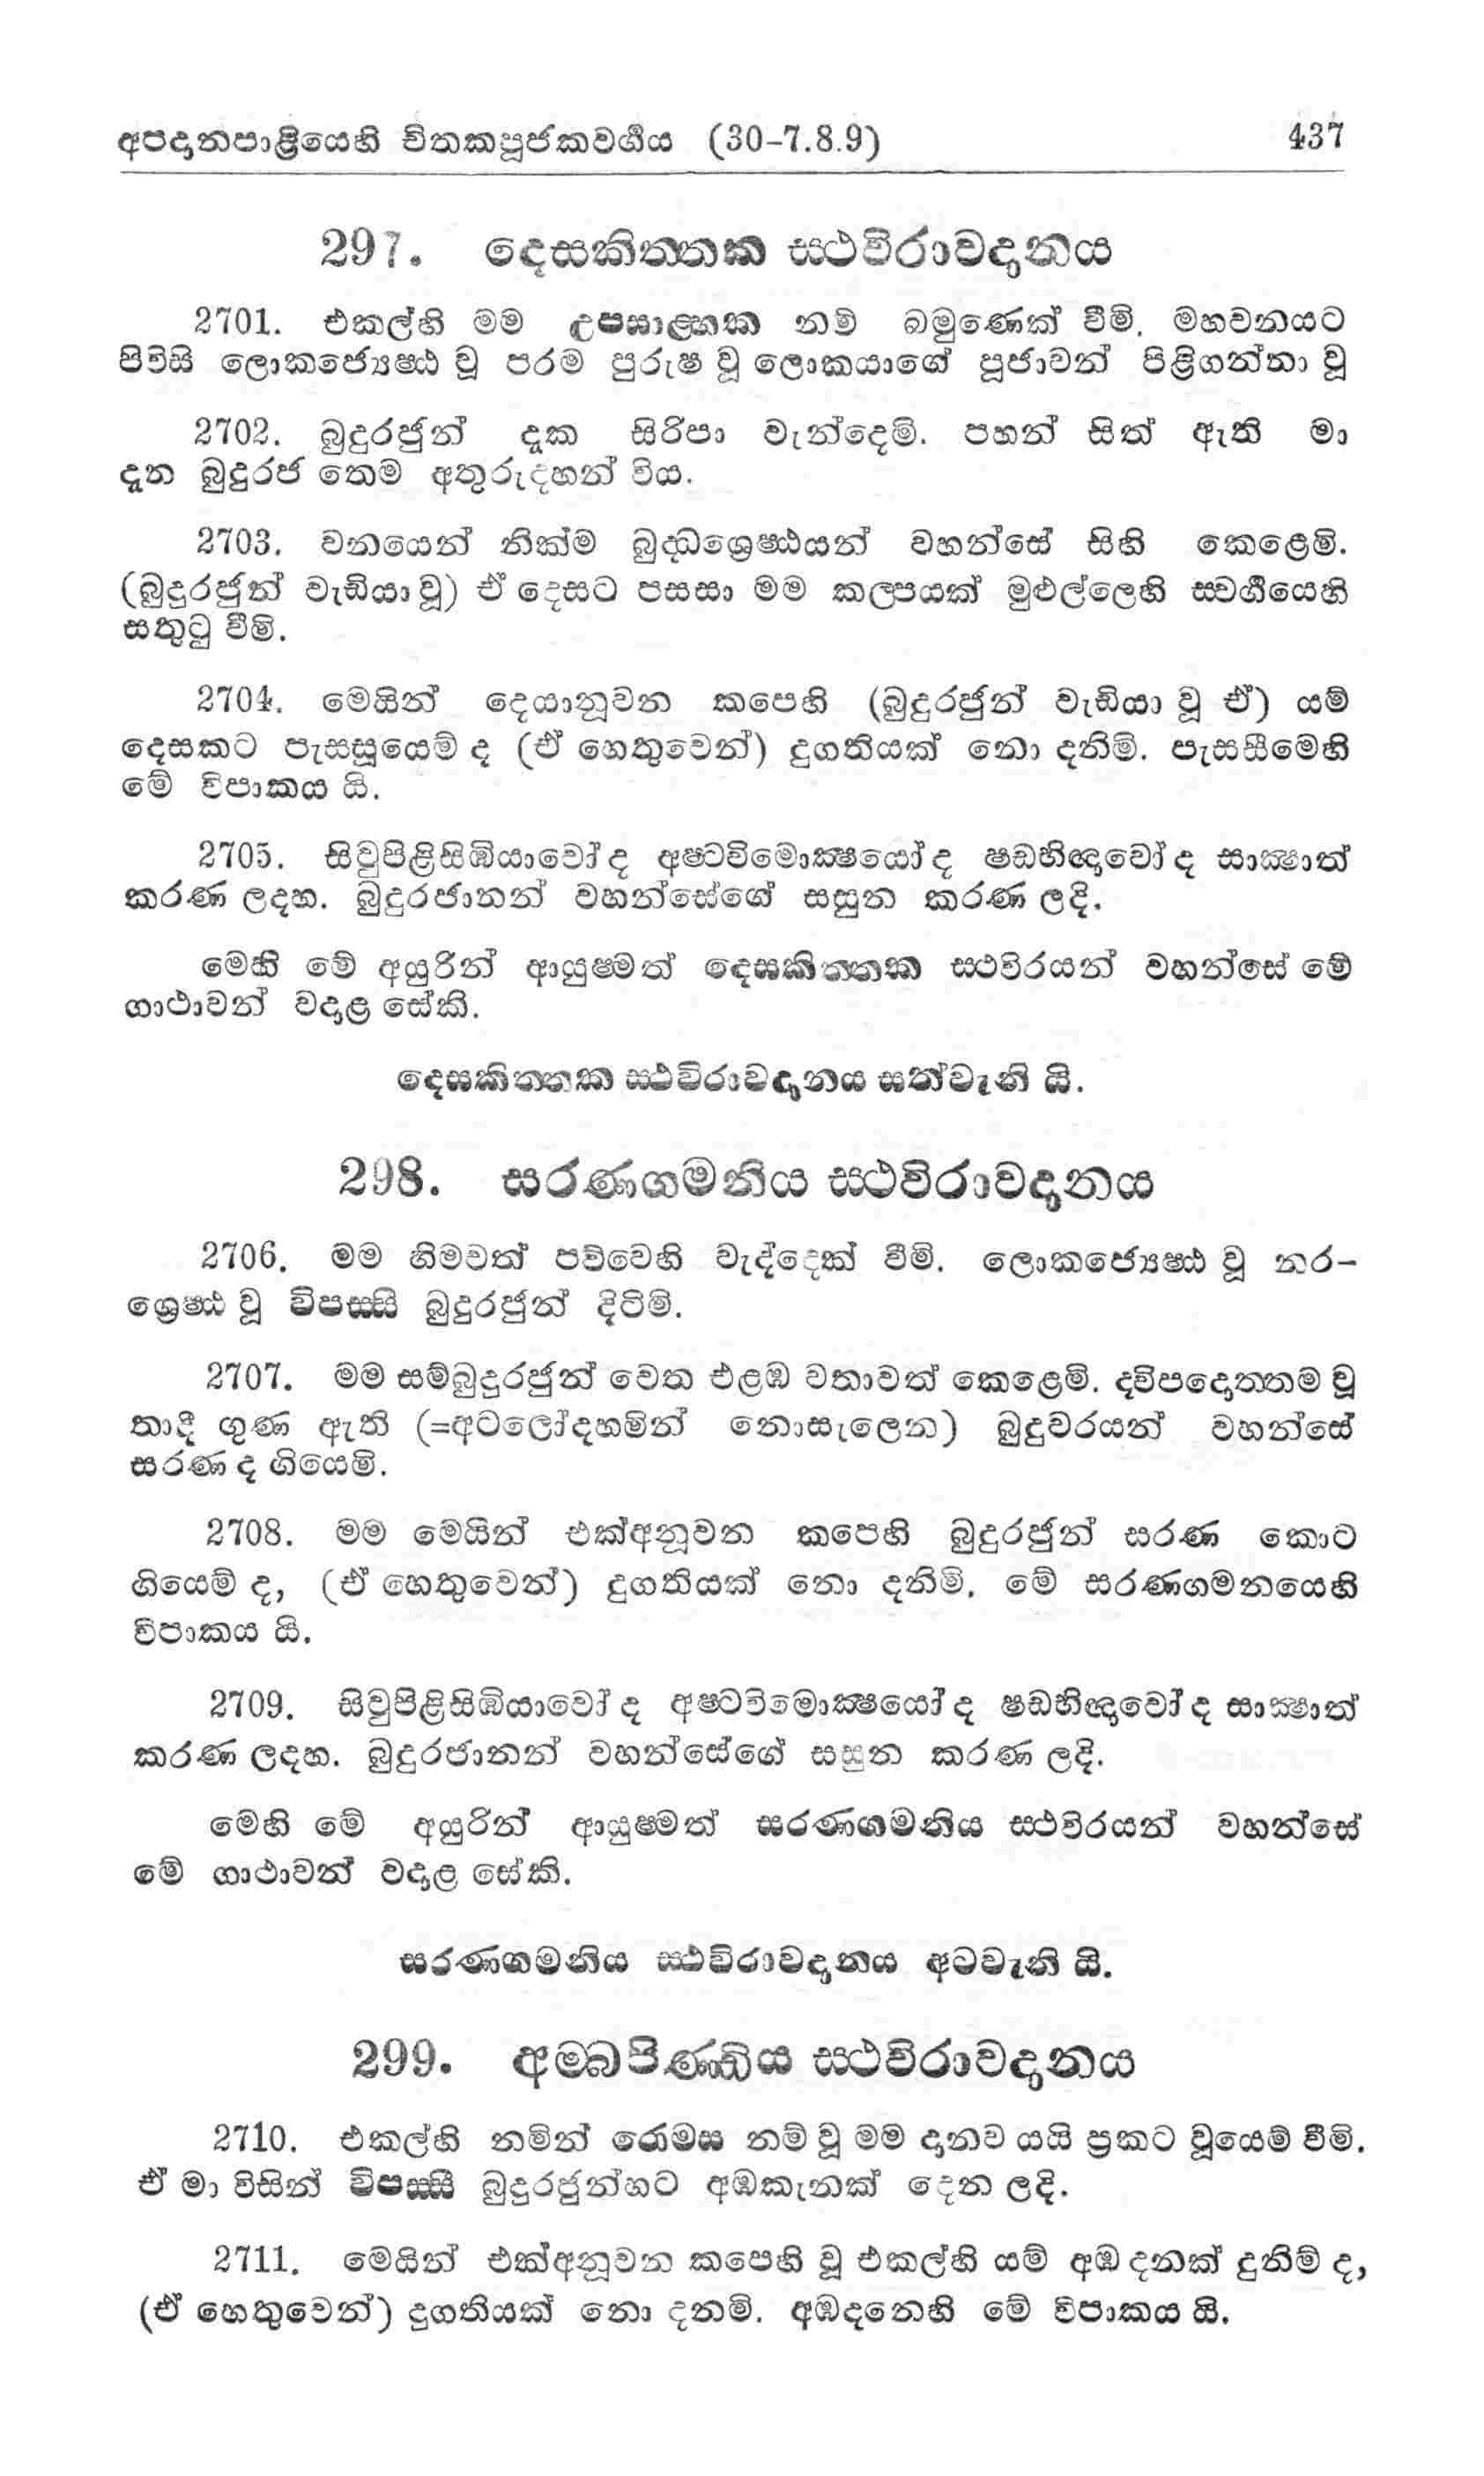 අපදානපාළියෙහි චිතකපූජකවර්‍ගය (30-7.8.9) 437
297. දෙසකිත්තක ස්ථවිරාවදානය
2701. එකල්හි මම උපසාළ්හක නම් බමුණෙක් වීමි. මහවනයට
පිවිසි ලොකජ්‍යෙෂ්ඨ වූ පරම පුරුෂ වූ ලොකයාගේ පූජාවන් පිළිගන්නා වූ
2702. බුදුරජුන් දැක සිරිපා වැන්දෙමි. පහන් සිත් ඇති මා
දැන බුදුරජ තෙම අතුරුදහන් විය.
2703. වනයෙන් නික්ම බුද්ධශ්‍රෙෂ්ඨයන් වහන්සේ සිහි කෙළෙමි.
(බුදුරජුන් වැඩියා වූ) ඒ දෙසට පසසා මම කල්පයක් මුළුල්ලෙහි ස්වර්‍ගයෙහි
සතුටු වීමි.
2704. මෙයින් දෙයානූවන කපෙහි (බුදුරජුන් වැඩියා වූ ඒ) යම්
දෙසකට පැසසූයෙම් ද (ඒ හෙතුවෙන්) දුගතියක් නො දනිමි. පැසසීමෙහි
මේ විපාකය යි.
2705. සිවුපිළිසිඹියාවෝ ද අෂ්ටවිමොක්‍ෂයෝ ද ෂඩභිඥාවෝ ද සාක්‍ෂාත්
කරණ ලදහ. බුදුරජානන් වහන්සේගේ සසුන කරණ ලදි.
මෙහි මේ අයුරින් ආයුෂ්මත් දෙසකිත්තක ස්ථවිරයන් වහන්සේ මේ
ගාථාවන් වදාළ සේකි.
දෙසකිත්තක ස්ථවිරාවදානය සත්වැනි යි.
298. සරණගමනිය ස්ථවිරාවදානය
2706. මම හිමවත් පව්වෙහි වැද්දෙක් වීමි. ලොකජ්‍යෙෂ්ඨ වූ නර-
ශ්‍රෙෂ්ඨ වූ විපස්සි බුදුරජුන් දිටිමි.
2707. මම සම්බුදුරජුන් වෙත එළඹ වතාවත් කෙළෙමි. ද්විපදොත්තම වූ
තාදී ගුණ ඇති (=අටලෝදහමින් නොසැලෙන) බුදුවරයන් වහන්සේ
සරණ ද ගියෙමි.
2708. මම මෙයින් එක්අනූවන කපෙහි බුදුරජුන් සරණ කොට
ගියෙම් ද, (ඒ හෙතුවෙන්) දුගතියක් නො දනිමි. මේ සරණගමනයෙහි
විපාකය යි.
2709. සිවුපිළිසිඹියාවෝ ද අෂ්ටවිමොක්‍ෂයෝ ද ෂඩභිඥාවෝ ද සාක්‍ෂාත්
කරණ ලදහ. බුදුරජානන් වහන්සේගේ සසුන කරණ ලදි.
මෙහි මේ අයුරින් ආයුෂ්මත් සරණගමනිය ස්ථවිරයන් වහන්සේ
මේ ගාථාවන් වදාළ සේකි.
සරණගමනිය ස්ථවිරාවදානය අටවැනි යි.
299. අම්බපිණ්ඩිය ස්ථවිරාවදානය
2710. එකල්හි නමින් රොමස නම් වූ මම දානව යයි ප්‍රකට වූයෙම් වීමි.
ඒ මා විසින් විපස්සී බුදුරජුන්හට අඹකැනක් දෙන ලදි.
2711. මෙයින් එක්අනූවන කපෙහි වූ එකල්හි යම් අඹ දනක් දුනිම් ද,
(ඒ හෙතුවෙන්) දුගතියක් නො දනමි. අඹදනෙහි මේ විපාකය යි.